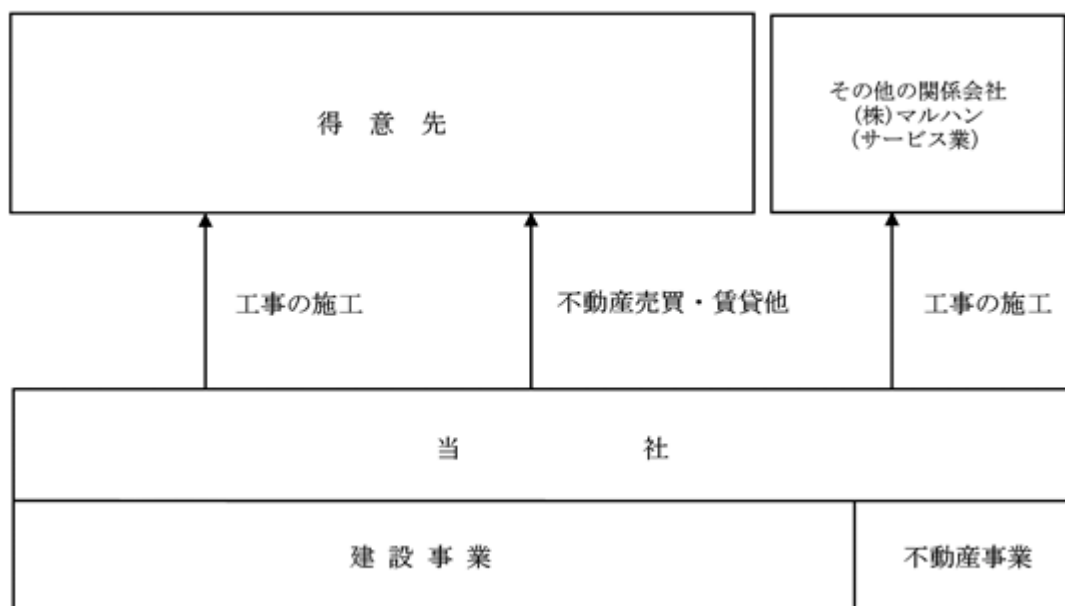 得意先
その他の関係会社
(株)マルハン
(サービス業)
工事の施工
不動産売買・賃貸他
工事の施工
当社
建設事業
不動産事業